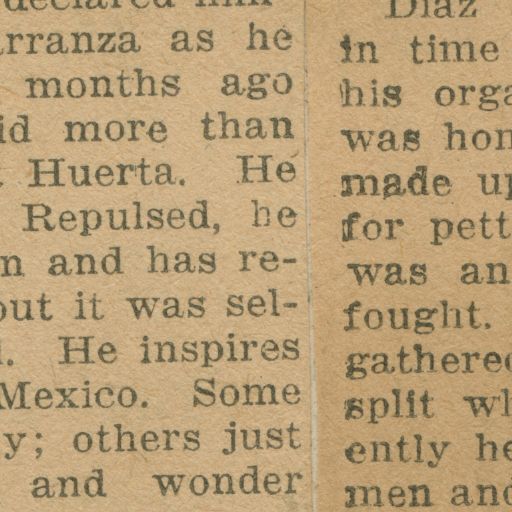 declared him-
arranza as he
months ago
id more than
Huerta. He
Repulsed, he
n and has re-
out it was sel-
. He inspires
Mexico. Some
y; others just
and wonder
Diaz
in time
his orga
was hon
made up
for pett
was an
fought.
gathered
split wh
ently he
men and